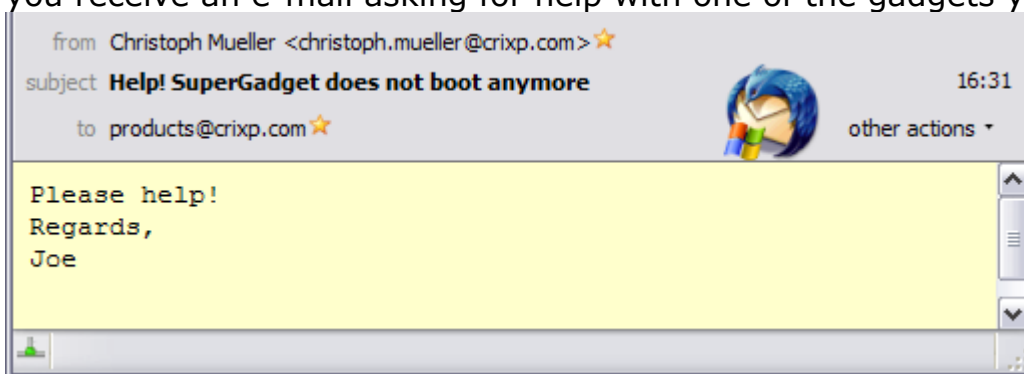 you receive an e-mail asking for help with one of the gadgets y
from Christoph Mueller <christoph.mueller@crixp.com>
subject Help! SuperGadget does not boot anymore 16:31
to products@crixp.com other actions
Please help!
Regards,
Joe